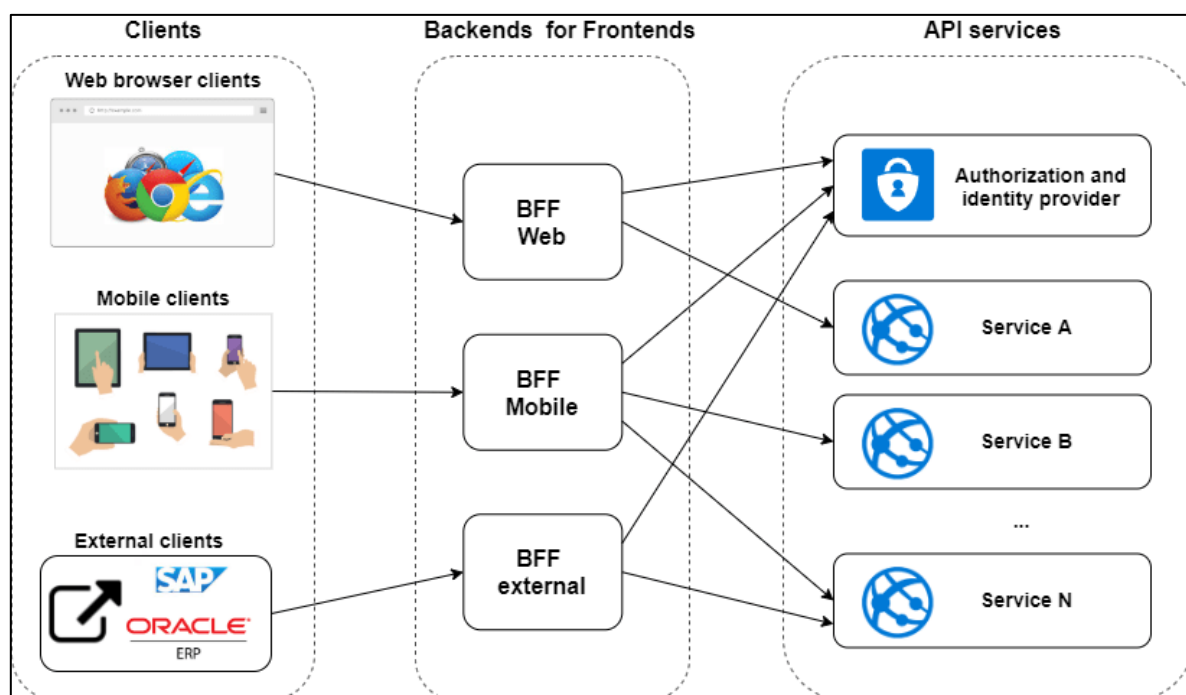 Clients
Backends for Frontends
API services
Web browser clients
BFF
Web
Authorization and
identity provider
Mobile clients
Service A
BFF
Mobile
Service B
...
External clients
SAP
ORACLE
ERP
BFF
external
Service N